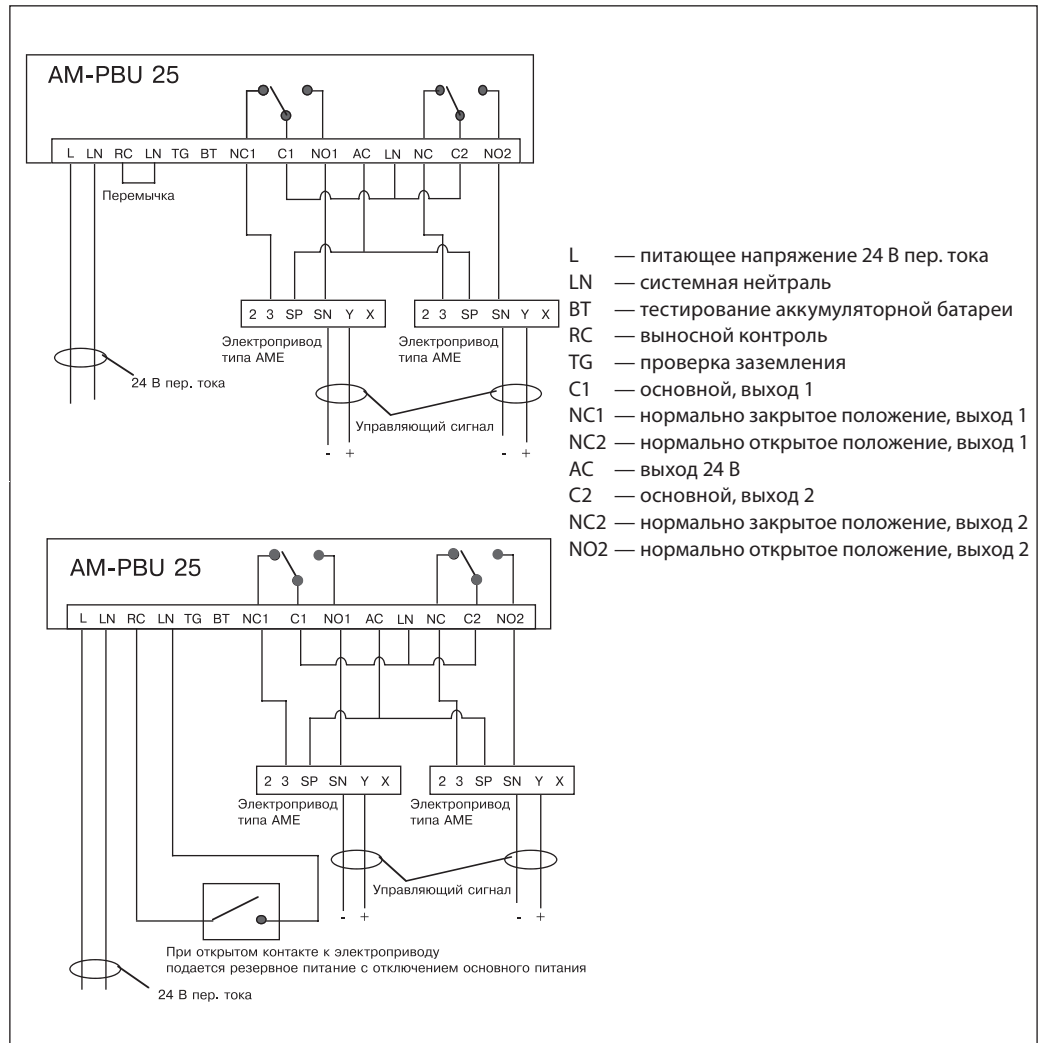 AM-PBU 25
L LN RC LN TG BT NC1 C1 NO1 AC LN NC C2 NO2
Перемычка
2 3 SP SN Y X
2 3 SP SN Y X
Электропривод
типа AME
Электропривод
типа AME
24 В пер. тока
Управляющий сигнал
- +
- +
L — питающее напряжение 24 В пер. тока
LN — системная нейтраль
BT — тестирование аккумуляторной батареи
RC — выносной контроль
TG — проверка заземления
C1 — основной, выход 1
NC1 — нормально закрытое положение, выход 1
NC2 — нормально открытое положение, выход 1
AC — выход 24 В
C2 — основной, выход 2
NC2 — нормально закрытое положение, выход 2
NO2 — нормально открытое положение, выход 2
AM-PBU 25
L LN RC LN TG BT NC1 C1 NO1 AC LN NC C2 NO2
2 3 SP SN Y X
2 3 SP SN Y X
Электропривод
типа AME
Электропривод
типа AME
Управляющий сигнал
- +
- +
При открытом контакте к электроприводу
подается резервное питание с отключением основного питания
24 В пер. тока